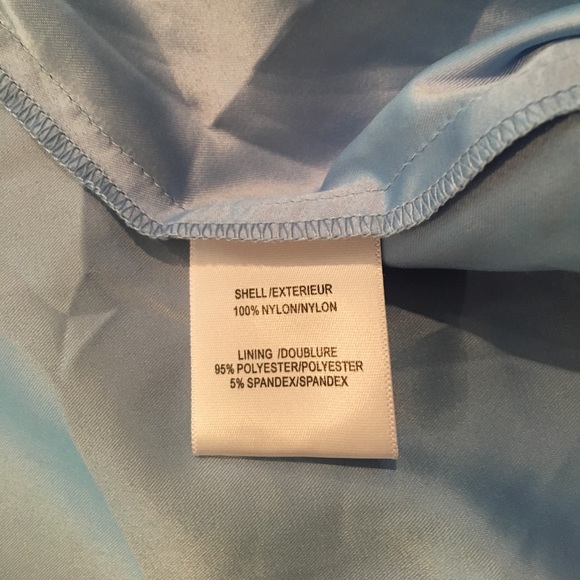 SHELL/EXTERIEUR
100% NYLON/NYLON
LINING /DOUBLURE
95% POLYESTER/POLYESTER
5% SPANDEX/SPANDEX